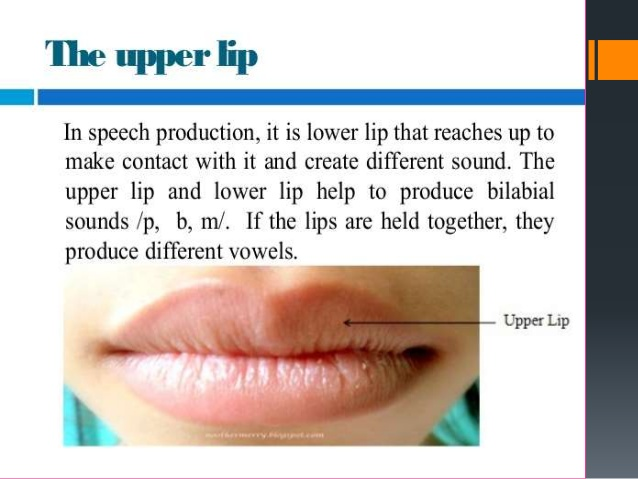 The upper lip
In speech production, it is lower lip that reaches up to
make contact with it and create different sound. The
upper lip and lower lip help to produce bilabial
sounds /p,  b, m/.  If the lips are held together, they
produce different vowels.
Upper Lip